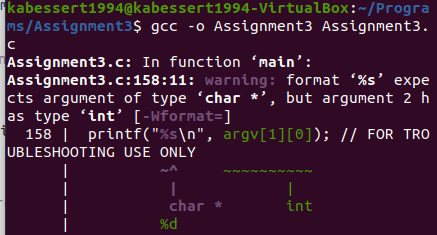 kabessert1994@kabessert1994-VirtualBox:~/Progra
ms/Assignment3$ gcc -o Assignment3 Assignment3.
c
Assignment3.c: In function ‘main’:
Assignment3.c:158:11: warning: format ‘%s’ expe
cts argument of type ‘char *’, but argument 2 h
as type ‘int’ [-Wformat=]
  158 |  printf("%s\n", argv[1][0]); // FOR TRO
UBLESHOOTING USE ONLY
      |          ~^     ~~~~~~~~~~
      |           |            |
      |           char *       int
      |          %d